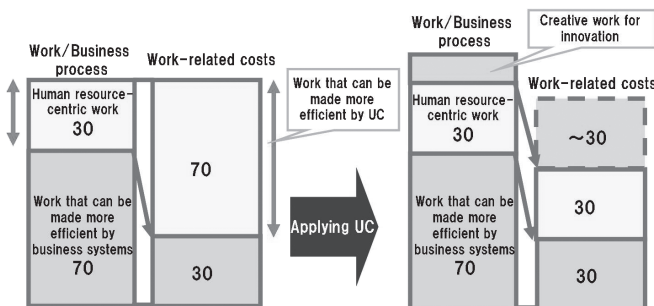 Work/Business
process
Work-related costs
Human resource-
centric work
30
Work that can be
made more
efficient by
business systems
70
70
30
Work that can be
made more
efficient by UC
Applying UC
Creative work for
innovation
Work/Business
process
Work-related costs
Human resource-
centric work
30
Work that can be
made more
efficient by
business systems
70
~30
30
30